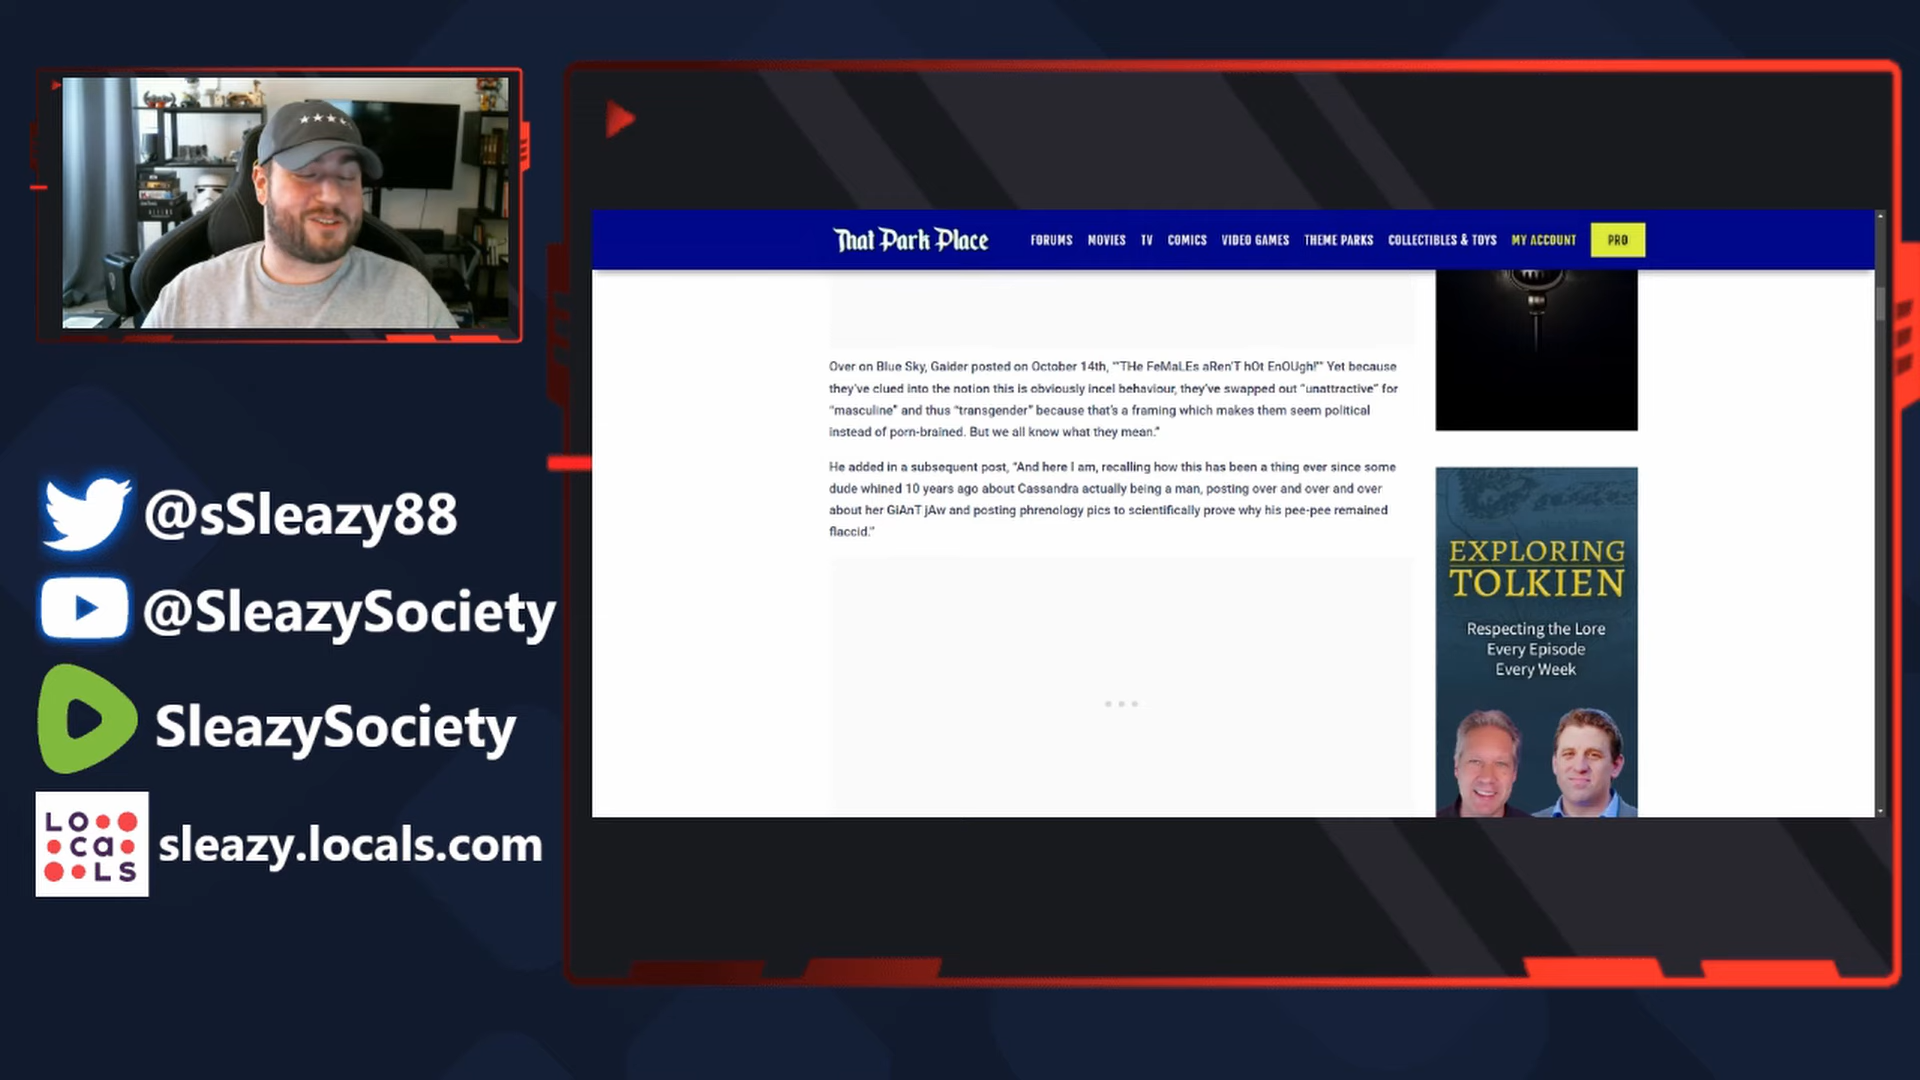 That Park Place
FORUMS MOVIES TV COMICS VIDEO GAMES THEME PARKS COLLECTIBLES & TOYS MY ACCOUNT PRO
Over on Blue Sky, Gaider posted on October 14th, "'THe FeMaLEs aRen'T hOt EnOUgh!'" Yet because
they've clued into the notion this is obviously incel behaviour, they've swapped out "unattractive" for
"masculine" and thus "transgender" because that's a framing which makes them seem political
instead of porn-brained. But we all know what they mean."
He added in a subsequent post, "And here I am, recalling how this has been a thing ever since some
dude whined 10 years ago about Cassandra actually being a man, posting over and over and over
about her GiAnT jAw and posting phrenology pics to scientifically prove why his pee-pee remained
flaccid."
EXPLORING
TOLKIEN
Respecting the Lore
Every Episode
Every Week
@sSleazy88
@SleazySociety
SleazySociety
LO
ca
LS
sleazy.locals.com